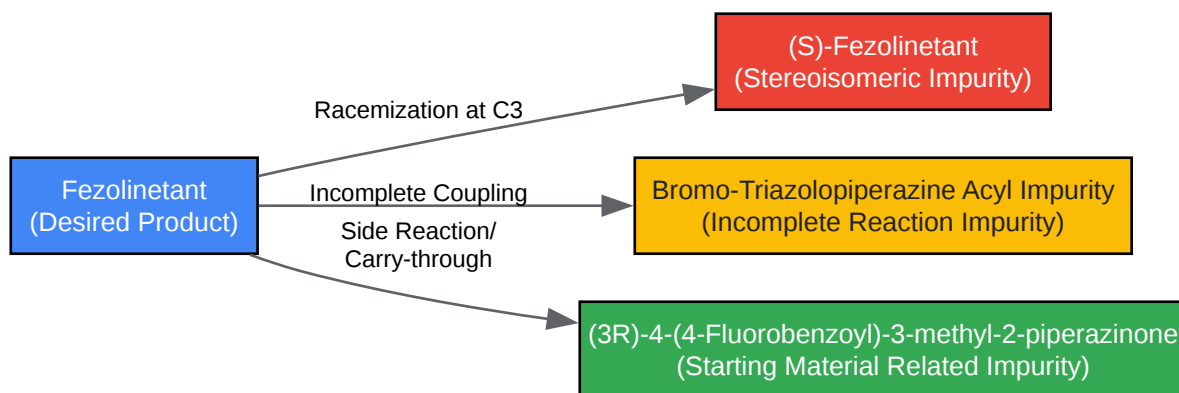 (S)-Fezolinetant
(Stereoisomeric Impurity)
Racemization at C3
Fezolinetant
(Desired Product)
Incomplete Coupling
Bromo-Triazolopiperazine Acyl Impurity
(Incomplete Reaction Impurity)
Side Reaction/
Carry-through
(3R)-4-(4-Fluorobenzoyl)-3-methyl-2-piperazinone
(Starting Material Related Impurity)